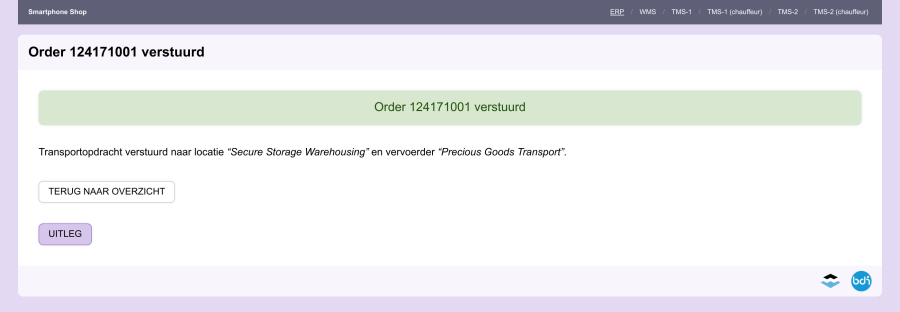 Smartphone Shop
ERP / WMS / TMS-1 / TMS-1 (chauffeur) / TMS-2 / TMS-2 (chauffeur)
Order 124171001 verstuurd
Order 124171001 verstuurd
Transportopdracht verstuurd naar locatie “Secure Storage Warehousing” en vervoerder “Precious Goods Transport”.
TERUG NAAR OVERZICHT
UITLEG
bdi